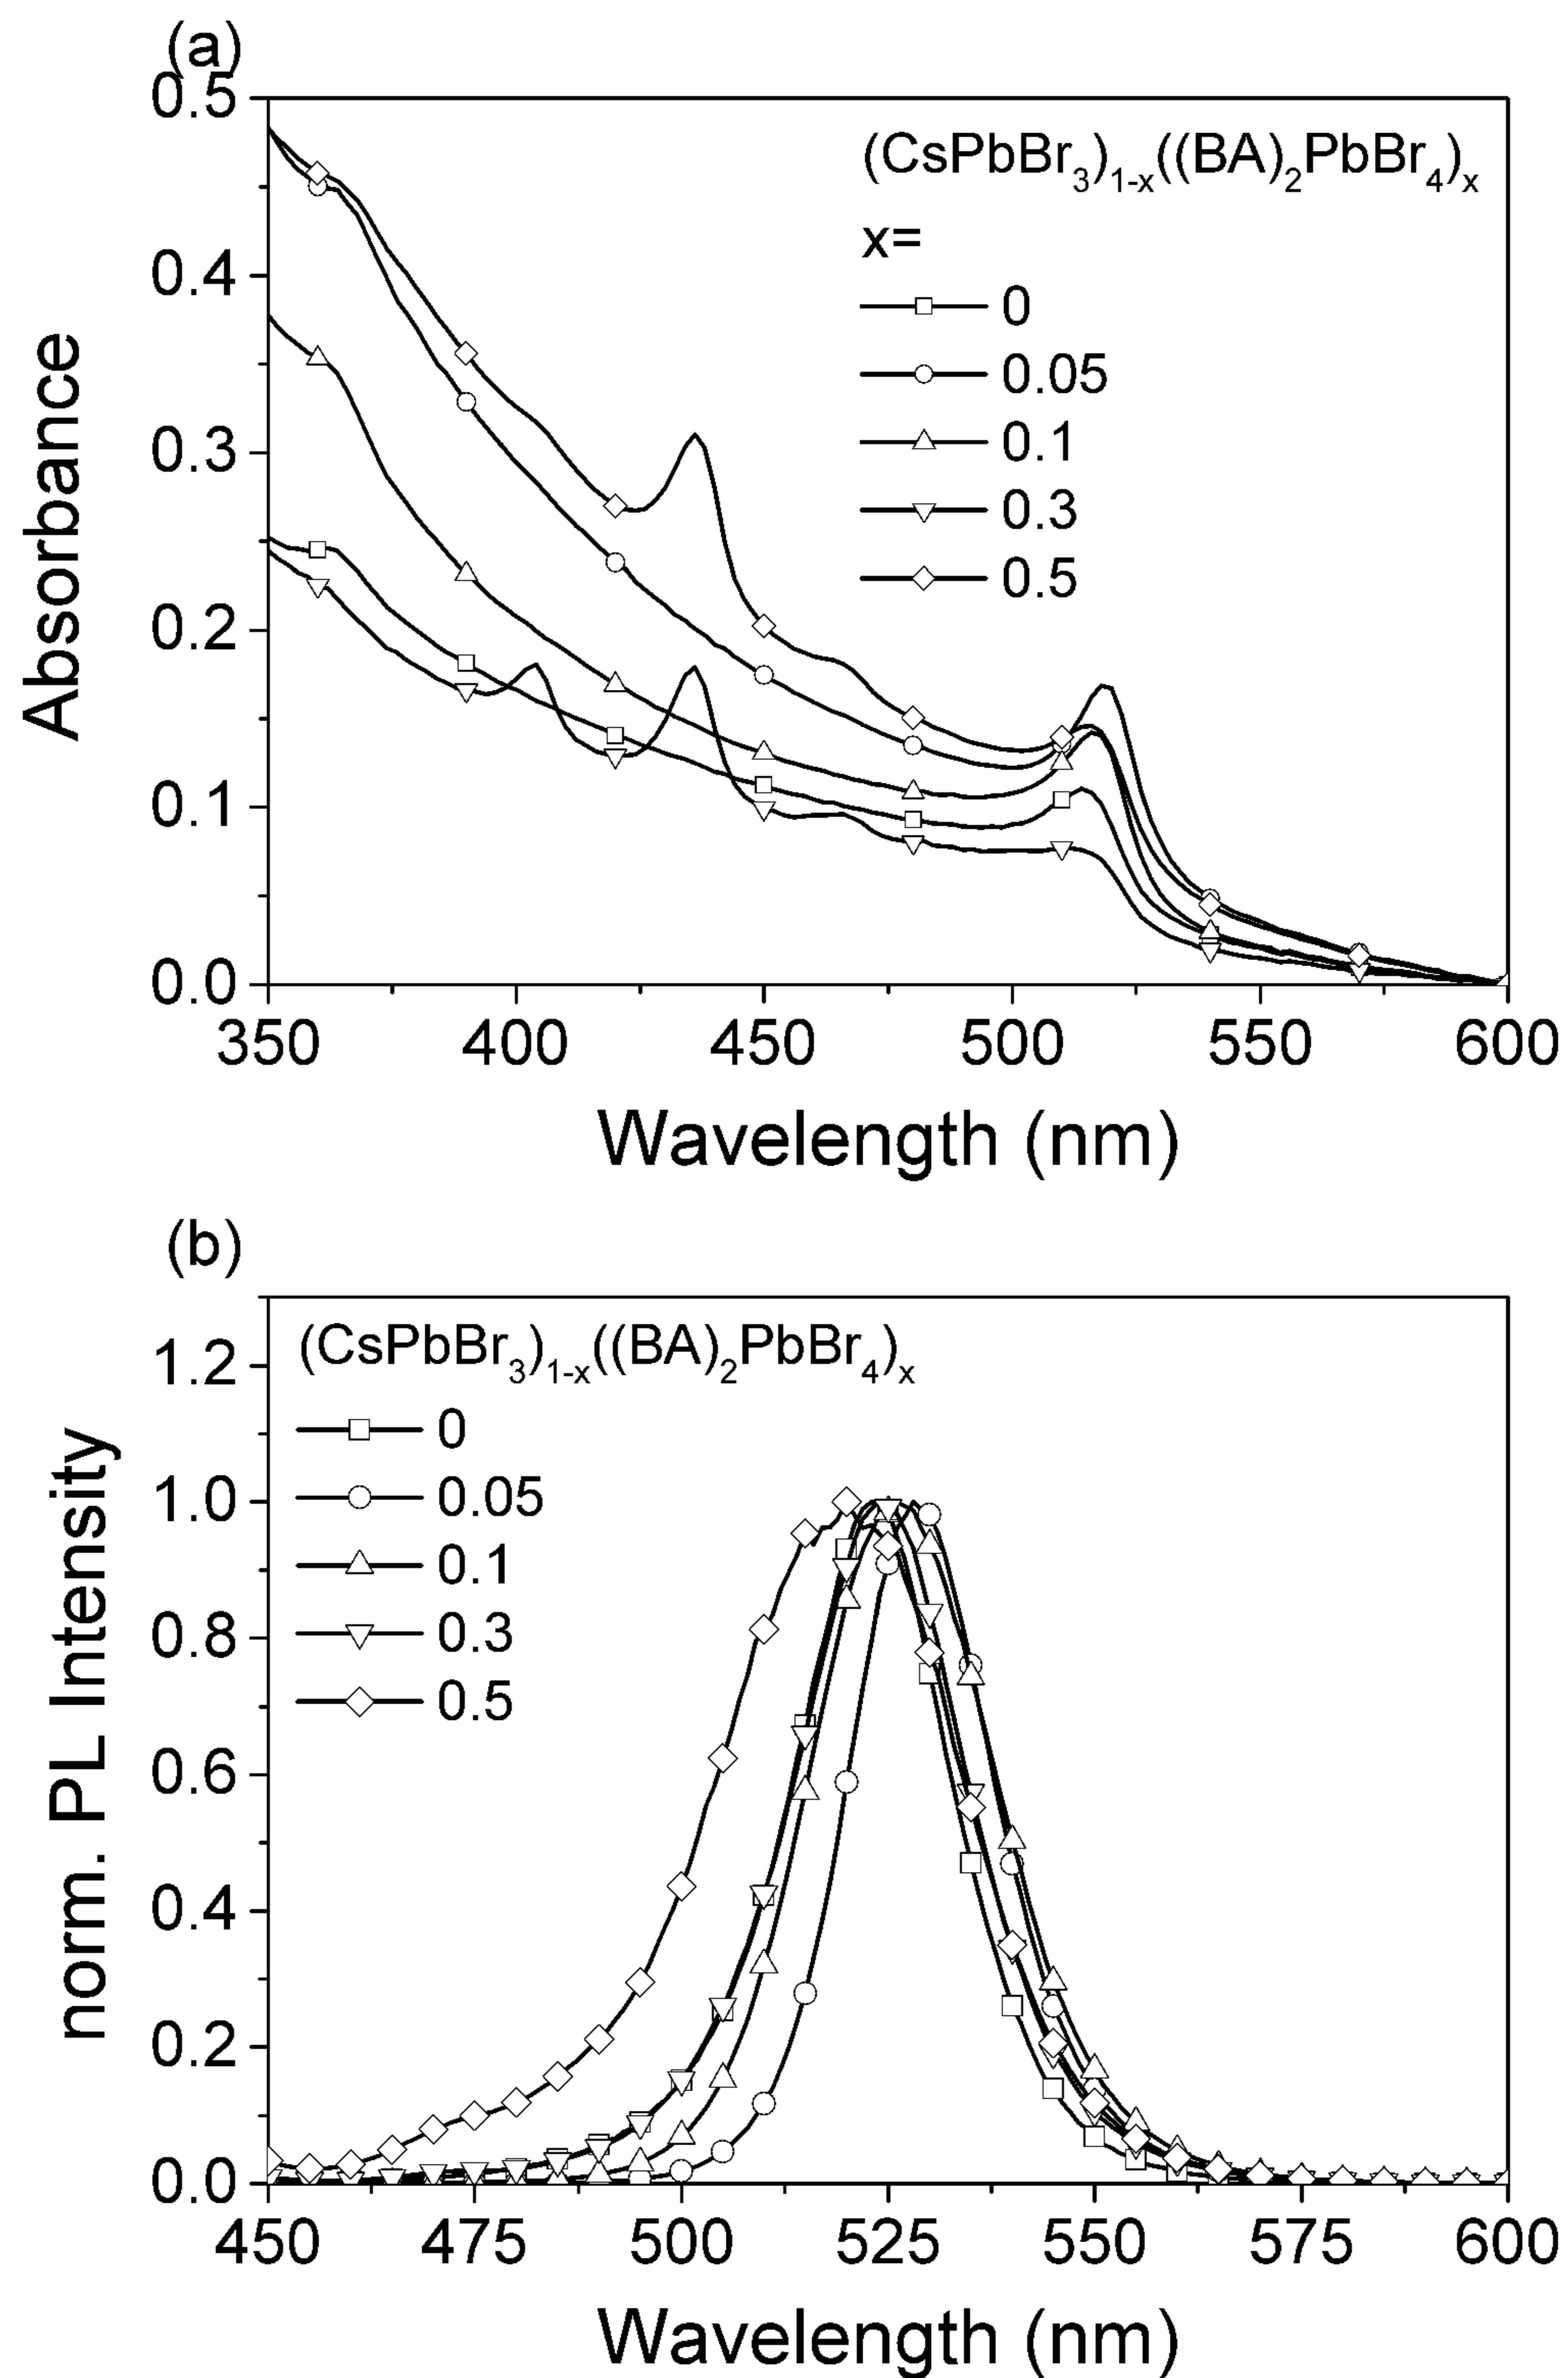 (a)
(CsPbBr3)1-x((BA)2PbBr4)x
x=
0
0.05
0.1
0.3
0.5
Absorbance
0.5
0.4
0.3
0.2
0.1
0.0
350 400 450 500 550 600
Wavelength (nm)
(b)
(CsPbBr3)1-x((BA)2PbBr4)x
0
0.05
0.1
0.3
0.5
norm. PL Intensity
1.2
1.0
0.8
0.6
0.4
0.2
0.0
450 475 500 525 550 575 600
Wavelength (nm)